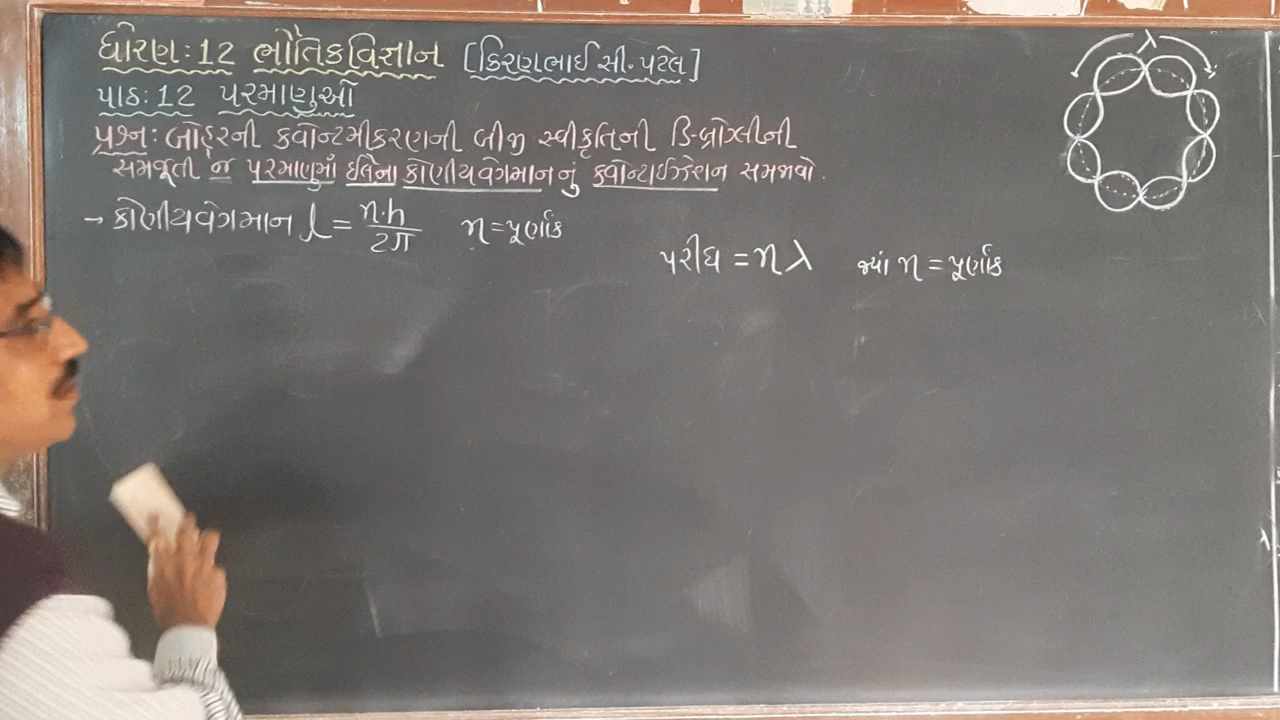 ધોરણ:12 ભૌતિકવિજ્ઞાન [કિરણભાઈ સી. પટેલ]
પાઠ:12 પરમાણુઓ
પ્રશ્ન: બોહરની ક્વોન્ટમીકરણની બીજી સ્વીકૃતિની ડિ-બ્રોગ્લીની
સમજૂતી જ પરમાણુમાં ઈલેના કોણીયવેગમાનનું ક્વોન્ટાઈઝેશન સમજાવો.
→ કોણીયવેગમાન l = n·h / 2π n=પૂર્ણાંક
પરીઘ = nλ જ્યાં n = પૂર્ણાંક
λ
λ